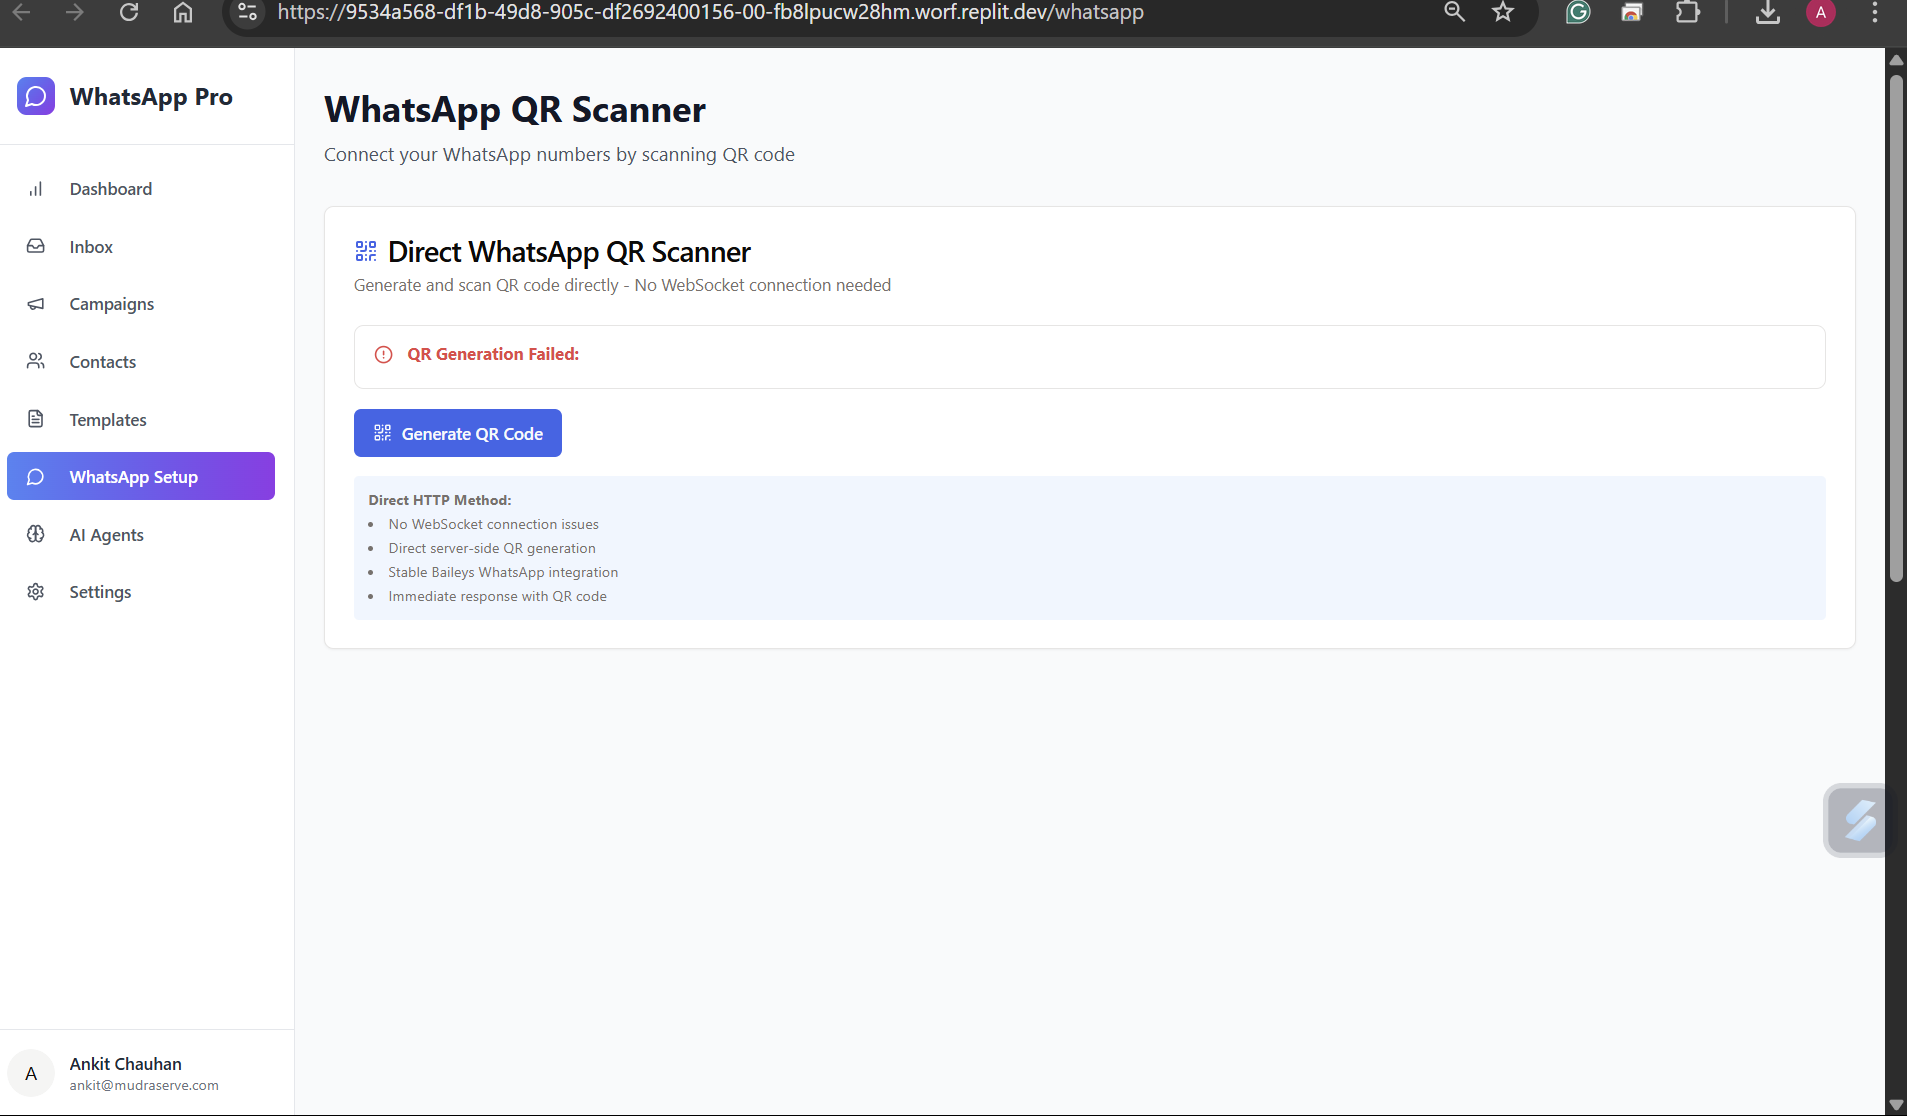 https://9534a568-df1b-49d8-905c-df2692400156-00-fb8lpucw28hm.worf.replit.dev/whatsapp
A
WhatsApp Pro
Dashboard
Inbox
Campaigns
Contacts
Templates
WhatsApp Setup
AI Agents
Settings
A
Ankit Chauhan
ankit@mudraserve.com
WhatsApp QR Scanner
Connect your WhatsApp numbers by scanning QR code
Direct WhatsApp QR Scanner
Generate and scan QR code directly - No WebSocket connection needed
QR Generation Failed:
Generate QR Code
Direct HTTP Method:
• No WebSocket connection issues
• Direct server-side QR generation
• Stable Baileys WhatsApp integration
• Immediate response with QR code